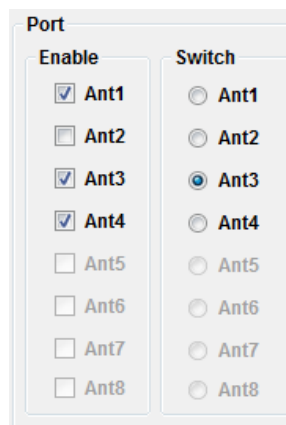 Port
Enable Switch
Ant1 Ant1
Ant2 Ant2
Ant3 Ant3
Ant4 Ant4
Ant5 Ant5
Ant6 Ant6
Ant7 Ant7
Ant8 Ant8